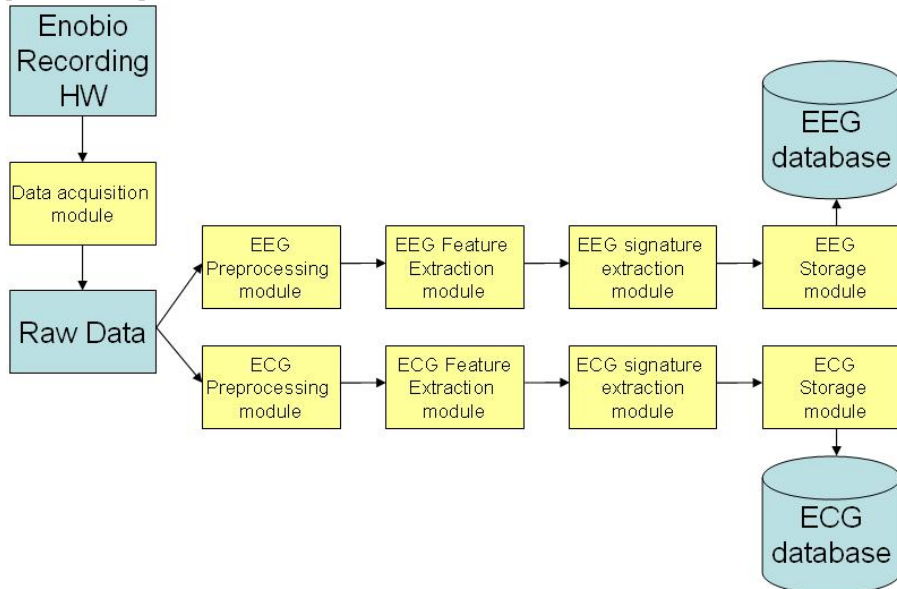 Enobio
Recording
HW
Data acquisition
module
Raw Data
EEG
Preprocessing
module
EEG Feature
Extraction
module
EEG signature
extraction
module
EEG
Storage
module
EEG
database
ECG
Preprocessing
module
ECG Feature
Extraction
module
ECG signature
extraction
module
ECG
Storage
module
ECG
database